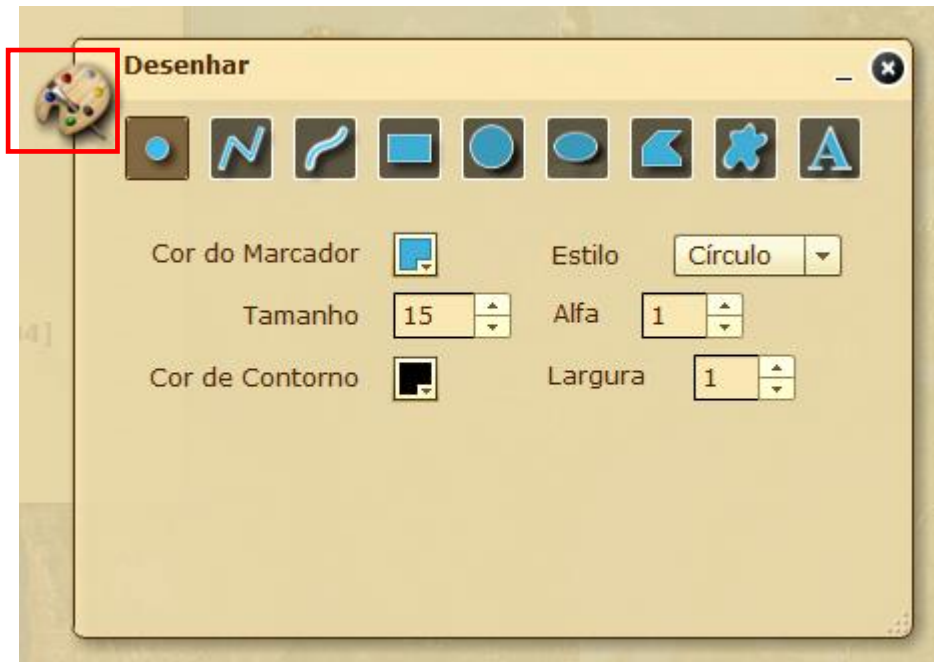 Desenhar
A
Cor do Marcador
Estilo
Círculo
Tamanho
15
Alfa
1
Cor de Contorno
Largura
1